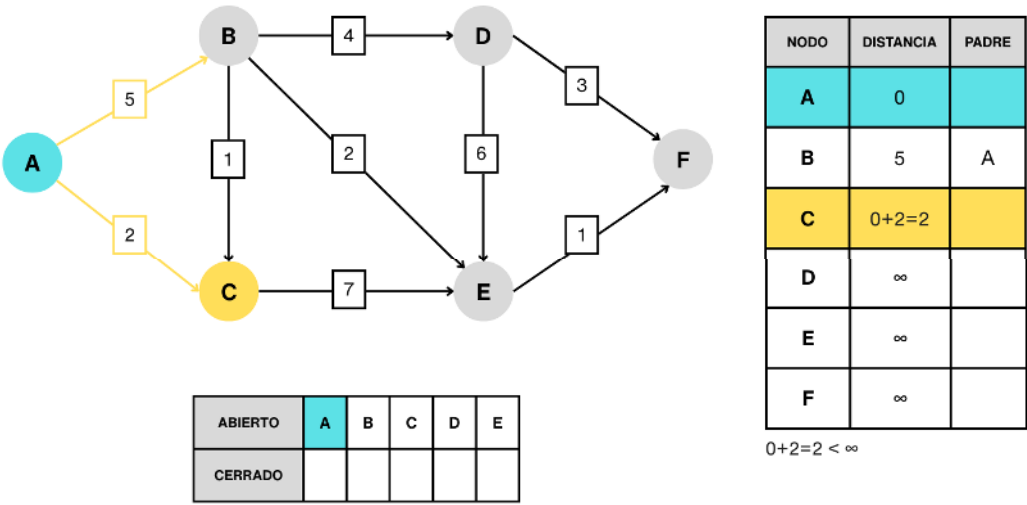 B 4 D
5 3
A 1 2 6 F
2 1
C 7 E
NODO DISTANCIA PADRE
A 0
B 5 A
C 0+2=2
D ∞
E ∞
F ∞
0+2=2 < ∞
ABIERTO A B C D E
CERRADO